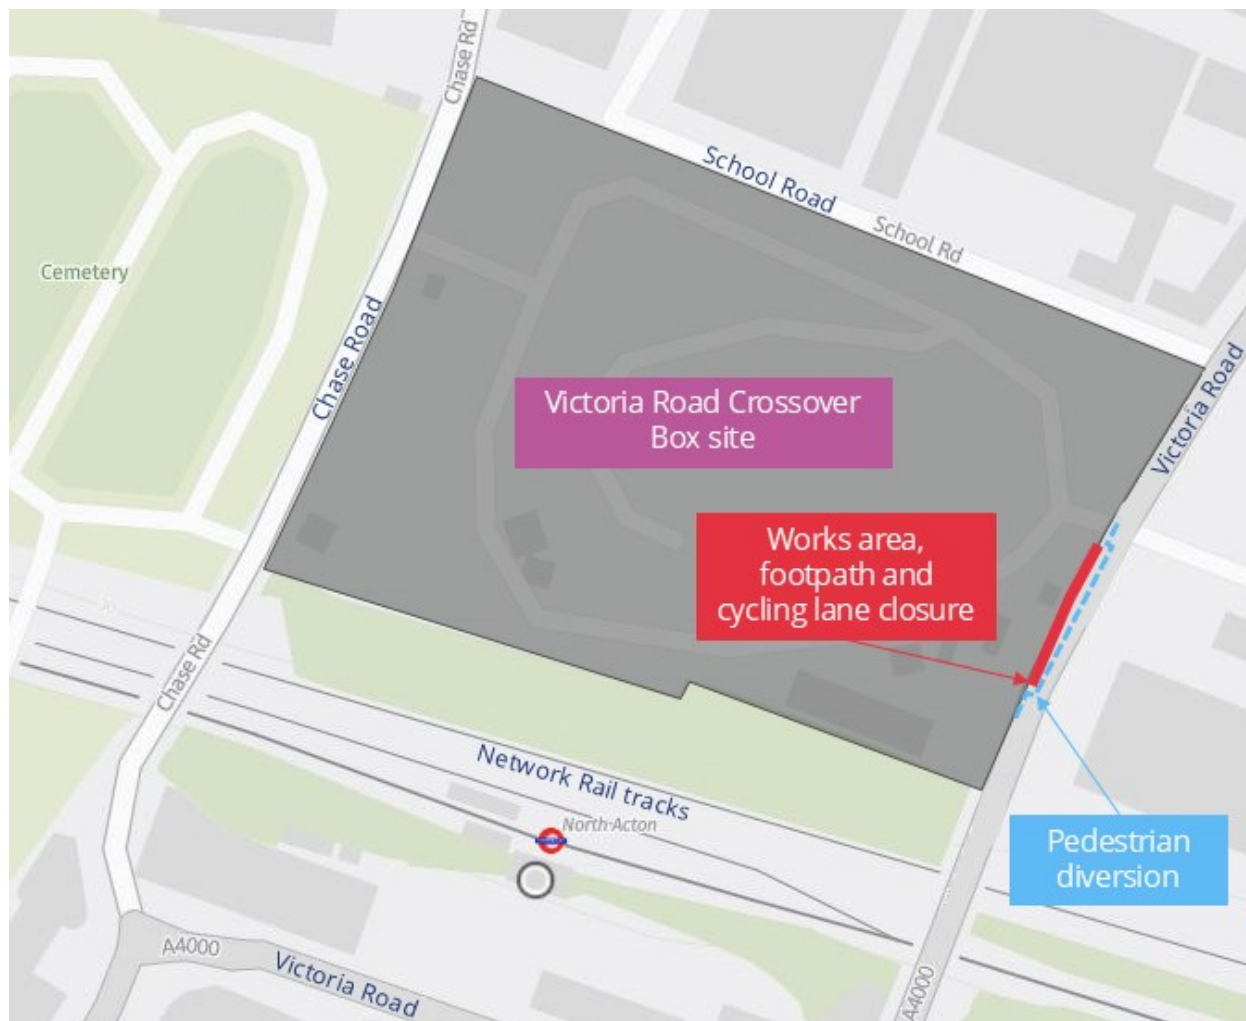 Chase Rd
School Road
School Rd
Cemetery
Chase Road
Victoria Road
Victoria Road Crossover
Box site
Works area,
footpath and
cycling lane closure
Chase Rd
Network Rail tracks
North Acton
Pedestrian
diversion
A4000
Victoria Road
A4000